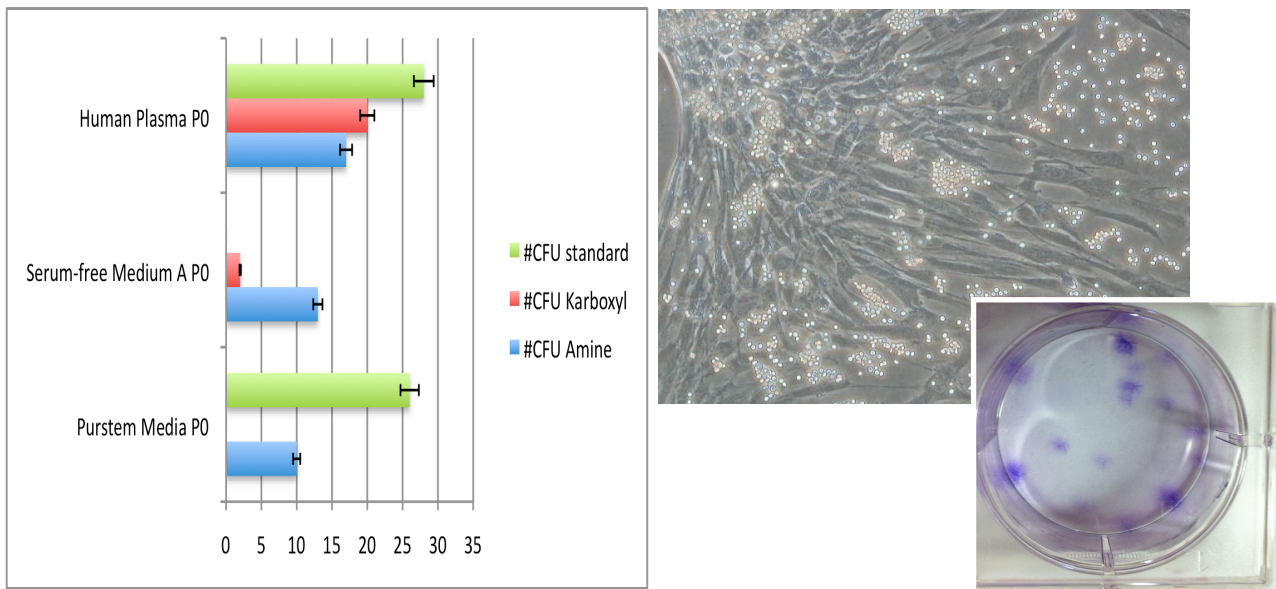 Human Plasma P0
Serum-free Medium A P0
Purstem Media P0
0 5 10 15 20 25 30 35
#CFU standard
#CFU Karboxyl
#CFU Amine